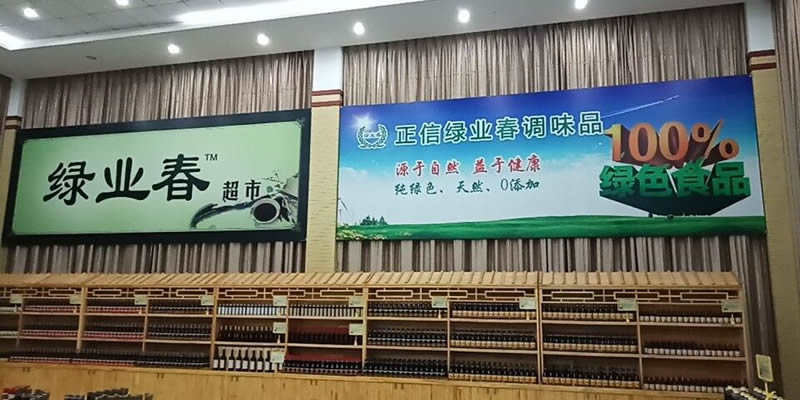 绿业春™
超市
正信绿业春调味品
源于自然 益于健康
纯绿色、天然、0添加
100%
绿色食品